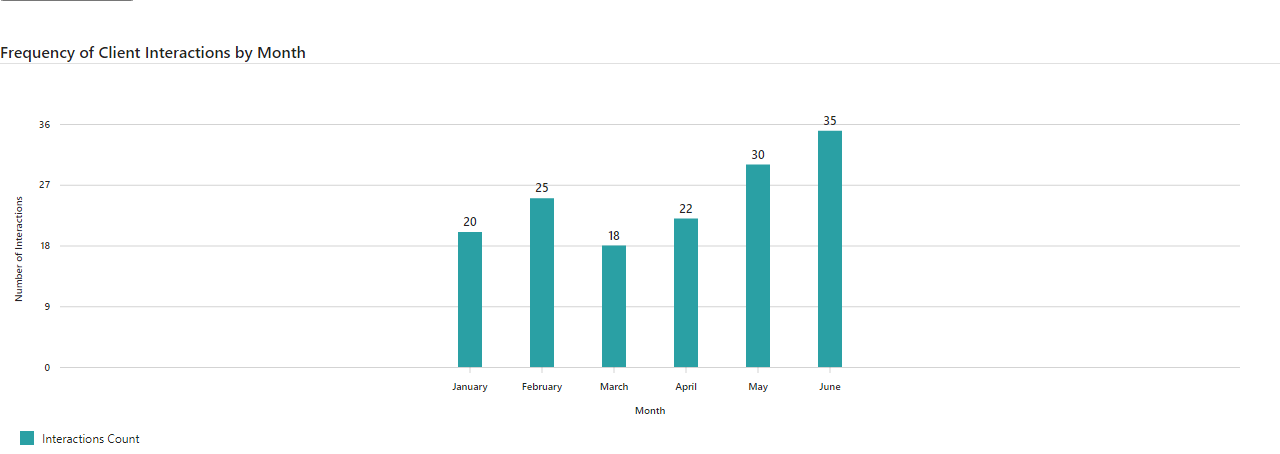 Frequency of Client Interactions by Month
36
27
18
9
0
Number of Interactions
20
25
18
22
30
35
January
February
March
April
May
June
Month
Interactions Count